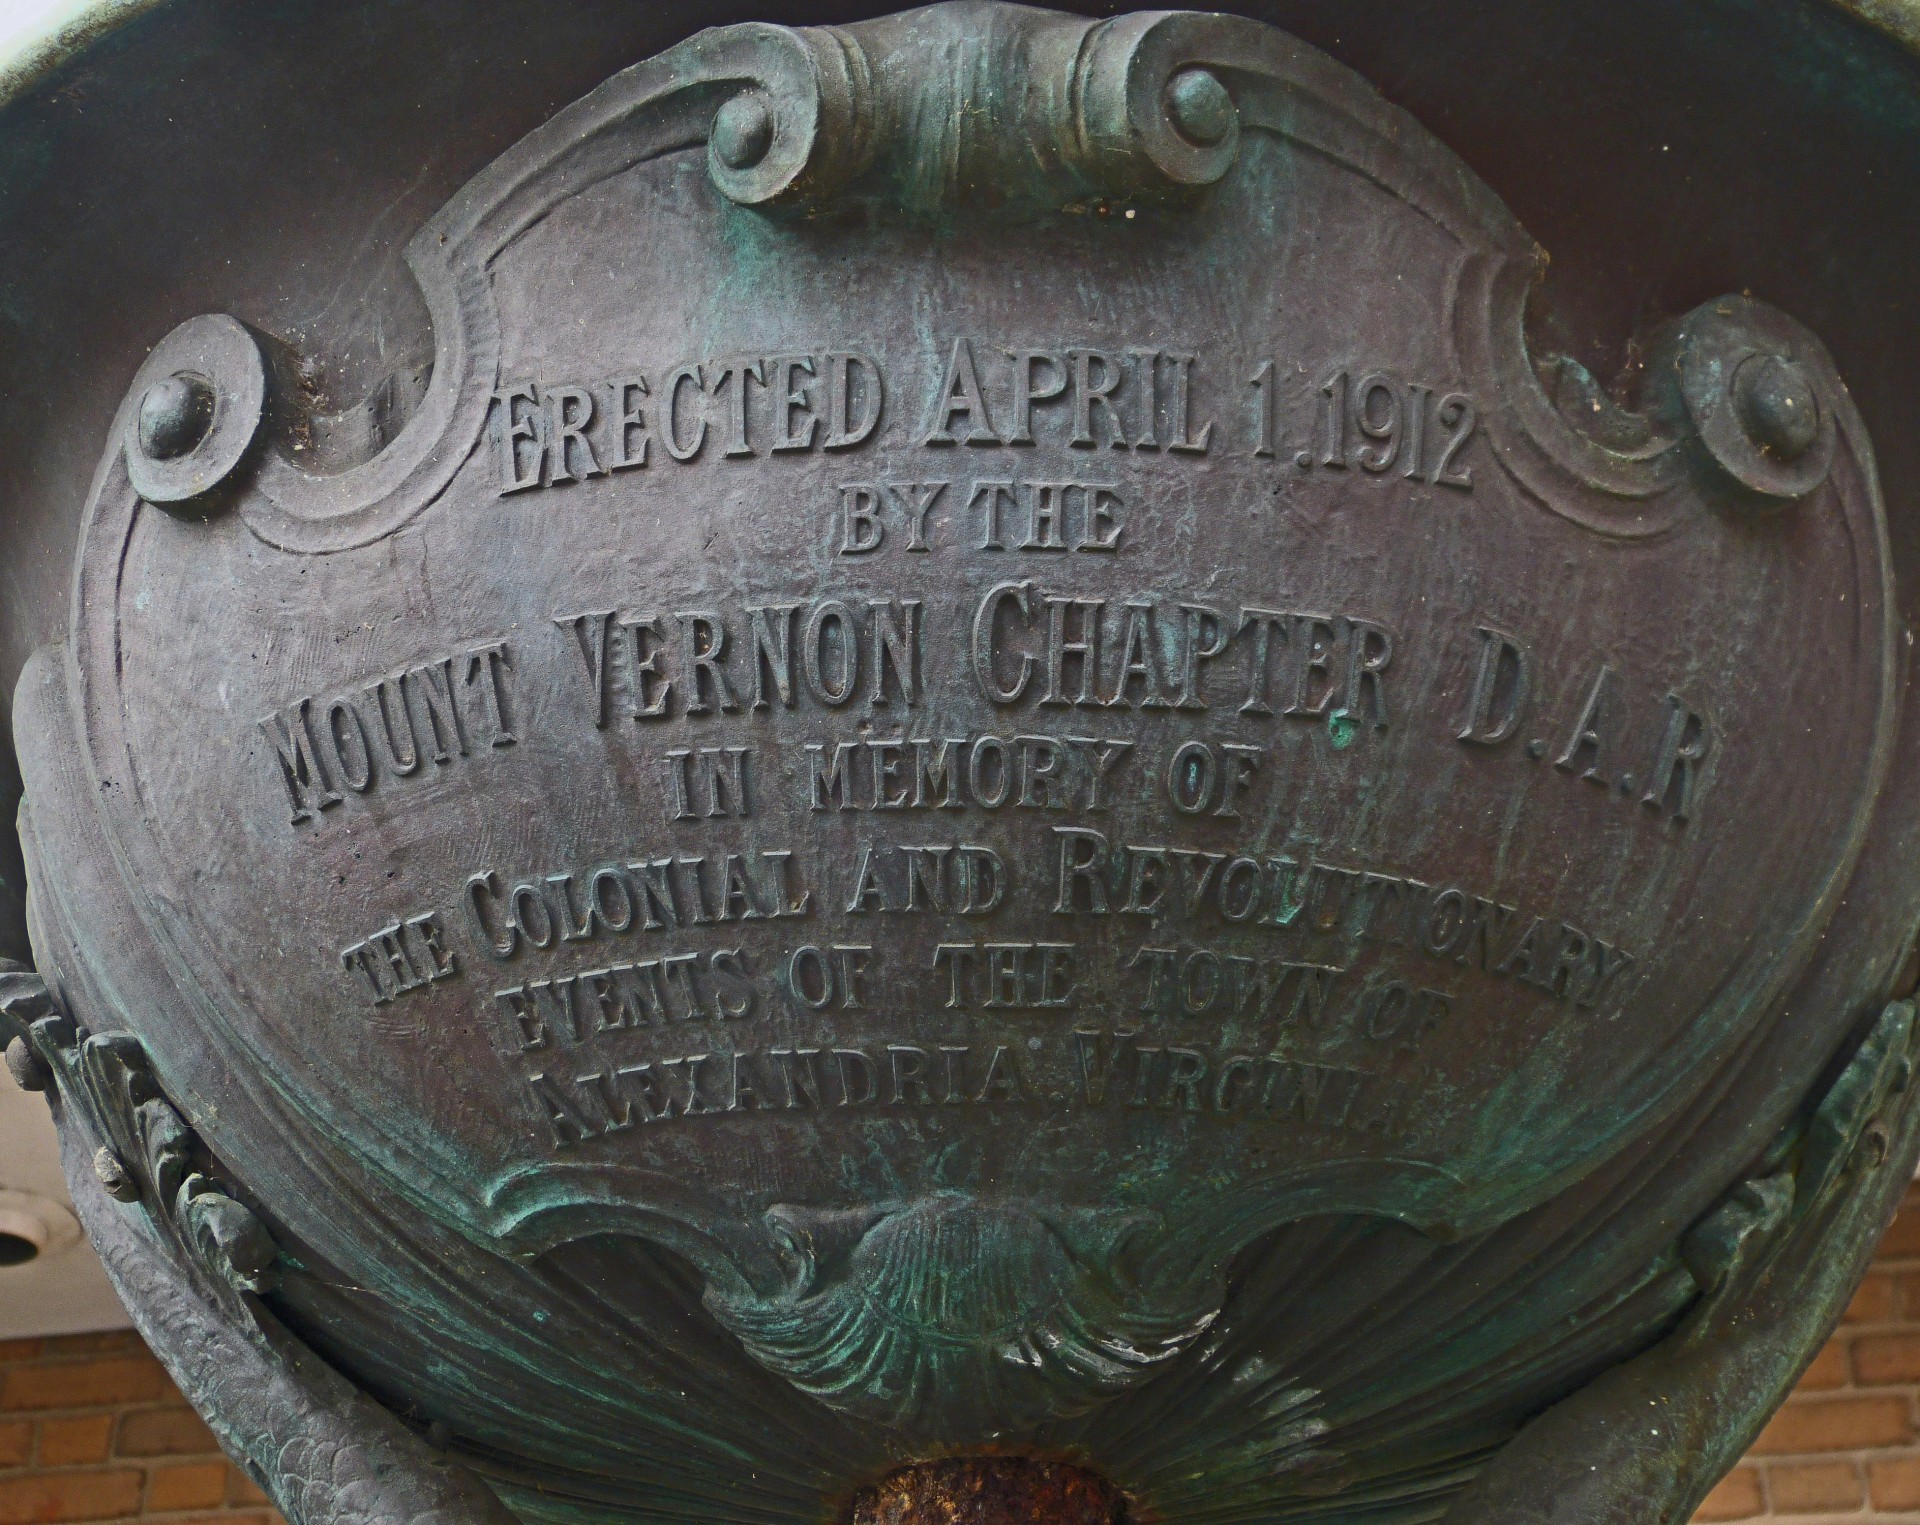 ERECTED APRIL 1.1912
BY THE
MOUNT VERNON CHAPTER D.A.R
IN MEMORY OF
THE COLONIAL AND REVOLUTIONARY
EVENTS OF THE TOWN OF
ALEXANDRIA.VIRGINIA.